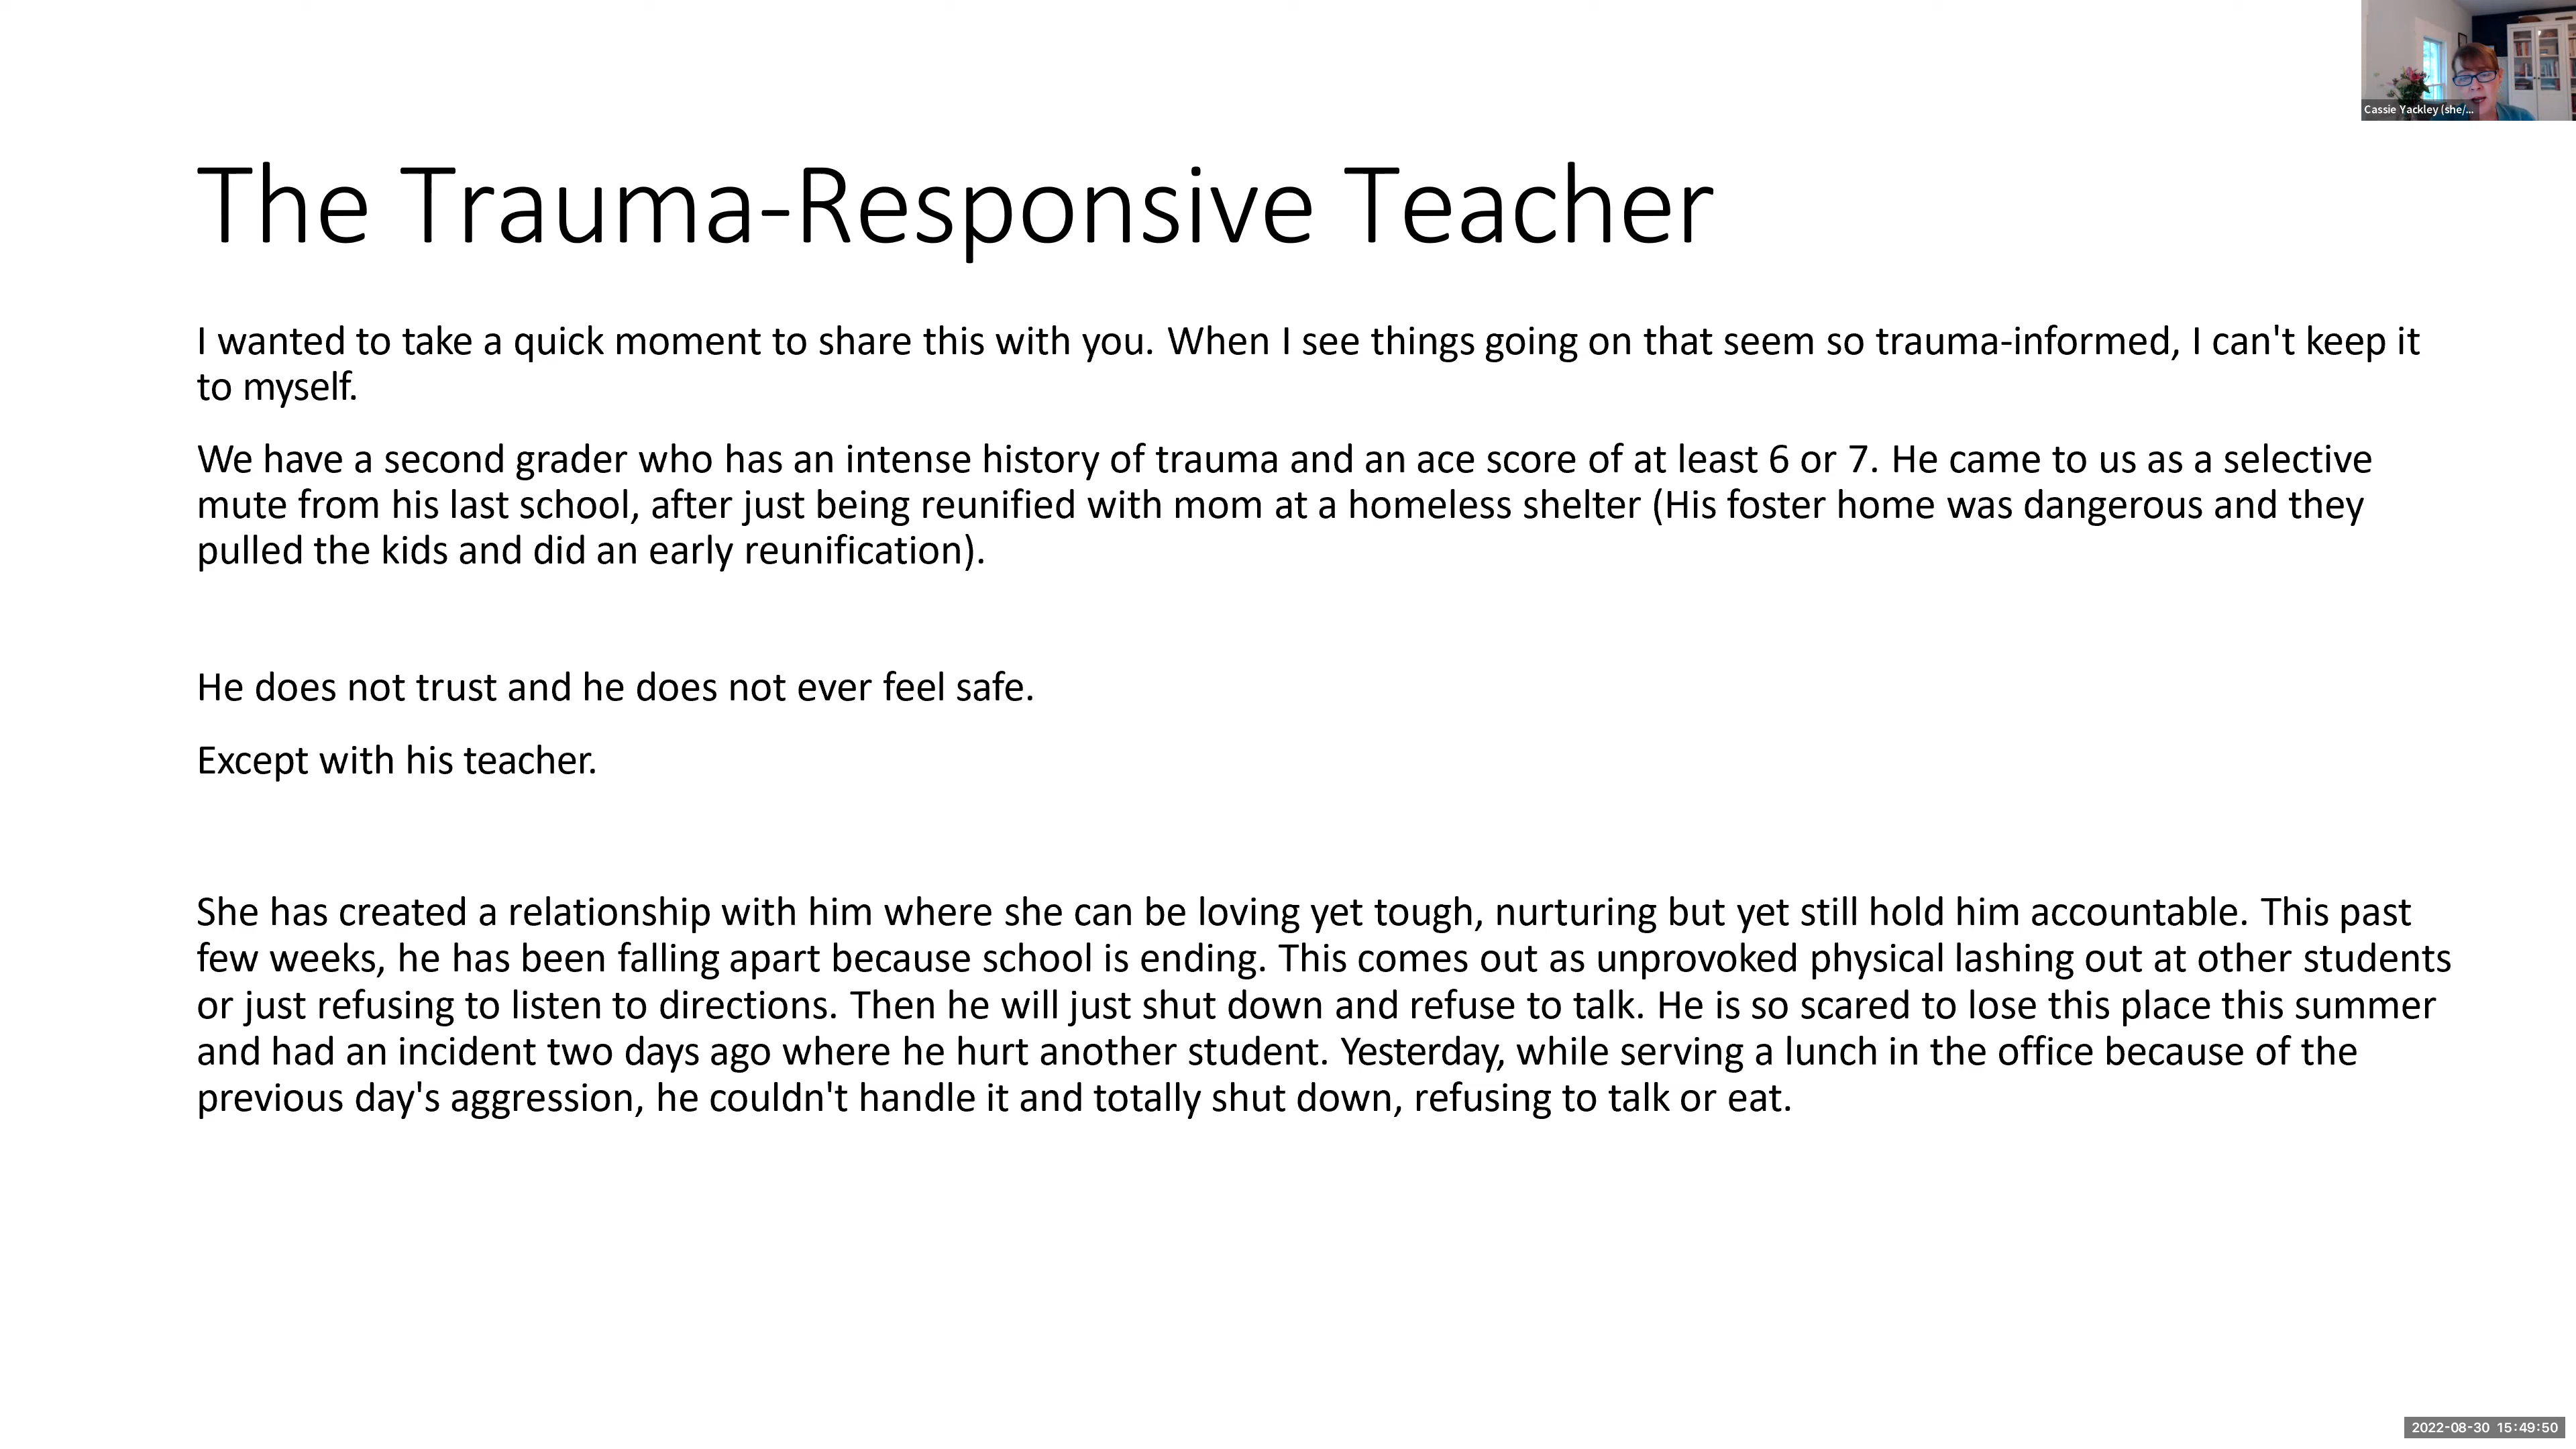 Cassie Yackley (she/...
The Trauma-Responsive Teacher
I wanted to take a quick moment to share this with you. When I see things going on that seem so trauma-informed, I can't keep it
to myself.
We have a second grader who has an intense history of trauma and an ace score of at least 6 or 7. He came to us as a selective
mute from his last school, after just being reunified with mom at a homeless shelter (His foster home was dangerous and they
pulled the kids and did an early reunification).
He does not trust and he does not ever feel safe.
Except with his teacher.
She has created a relationship with him where she can be loving yet tough, nurturing but yet still hold him accountable. This past
few weeks, he has been falling apart because school is ending. This comes out as unprovoked physical lashing out at other students
or just refusing to listen to directions. Then he will just shut down and refuse to talk. He is so scared to lose this place this summer
and had an incident two days ago where he hurt another student. Yesterday, while serving a lunch in the office because of the
previous day's aggression, he couldn't handle it and totally shut down, refusing to talk or eat.
2022-08-30 15:49:50